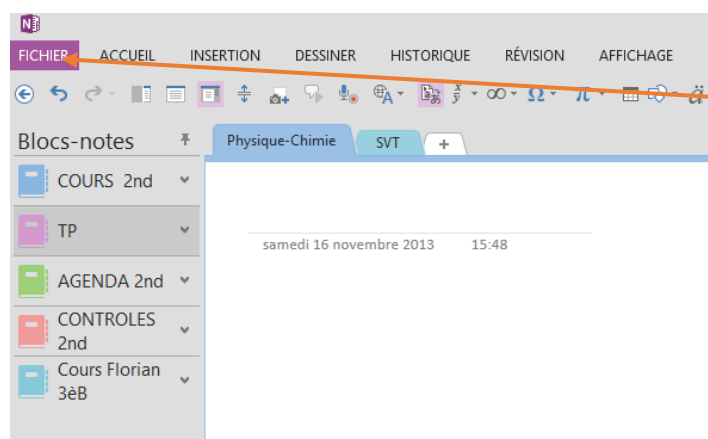 FICHIER ACCUEIL INSERTION DESSINER HISTORIQUE RÉVISION AFFICHAGE
Blocs-notes
Physique-Chimie SVT +
COURS 2nd
TP
AGENDA 2nd
CONTROLES
2nd
Cours Florian
3èB
samedi 16 novembre 2013 15:48